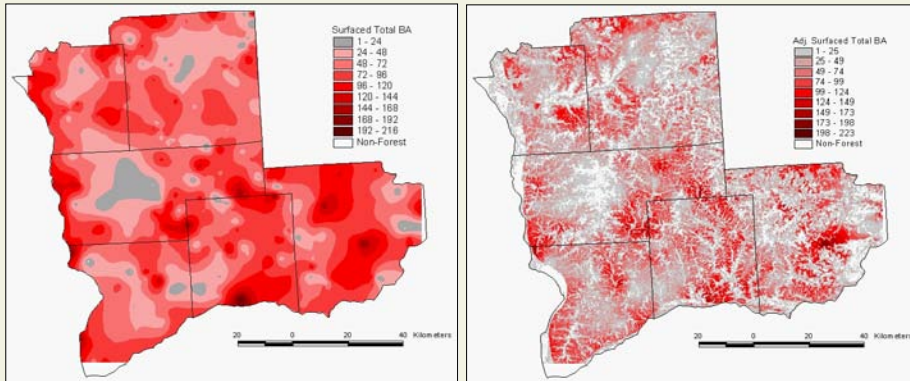 Surfaced Total BA
1 - 24
24 - 48
48 - 72
72 - 96
96 - 120
120 - 144
144 - 168
168 - 192
192 - 216
Non-Forest
20 0 20 40 Kilometers
Adj. Surfaced Total BA
1 - 25
25 - 49
49 - 74
74 - 99
99 - 124
124 - 149
149 - 173
173 - 198
198 - 223
Non-Forest
20 0 20 40 Kilometers